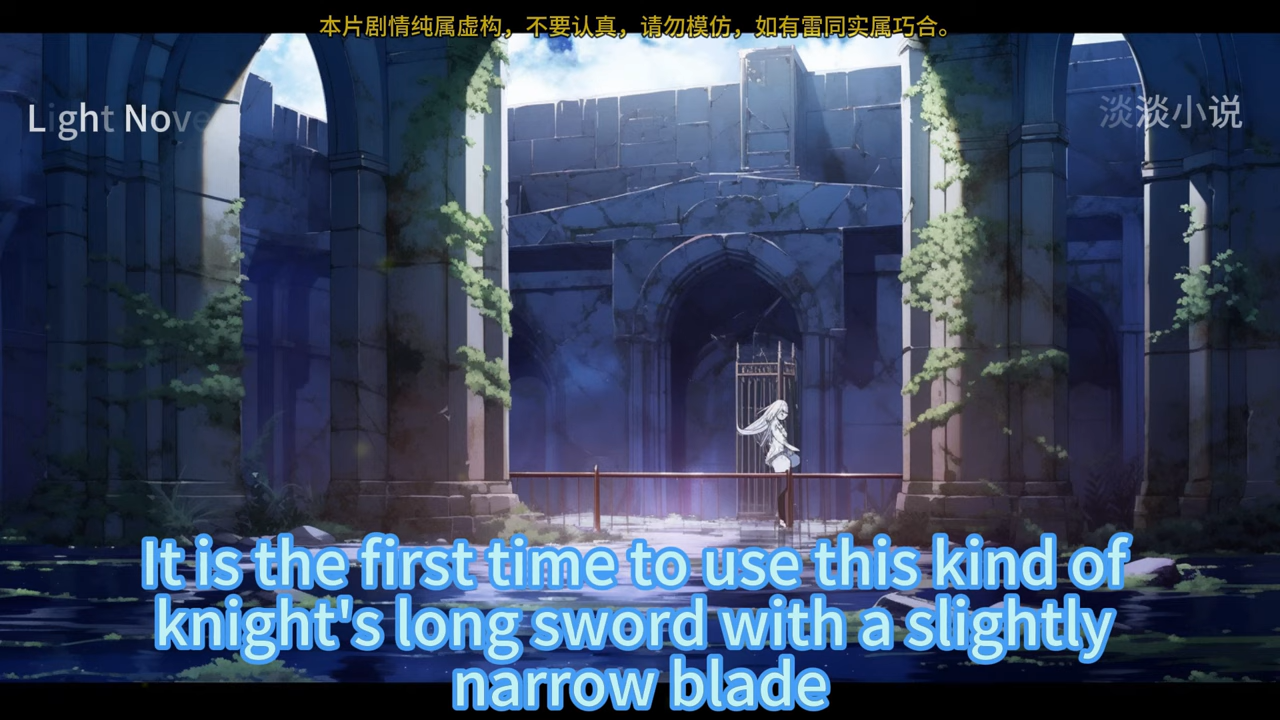 本片剧情纯属虚构，不要认真，请勿模仿，如有雷同实属巧合。
Light Nove
淡淡小说
It is the first time to use this kind of
knight's long sword with a slightly
narrow blade